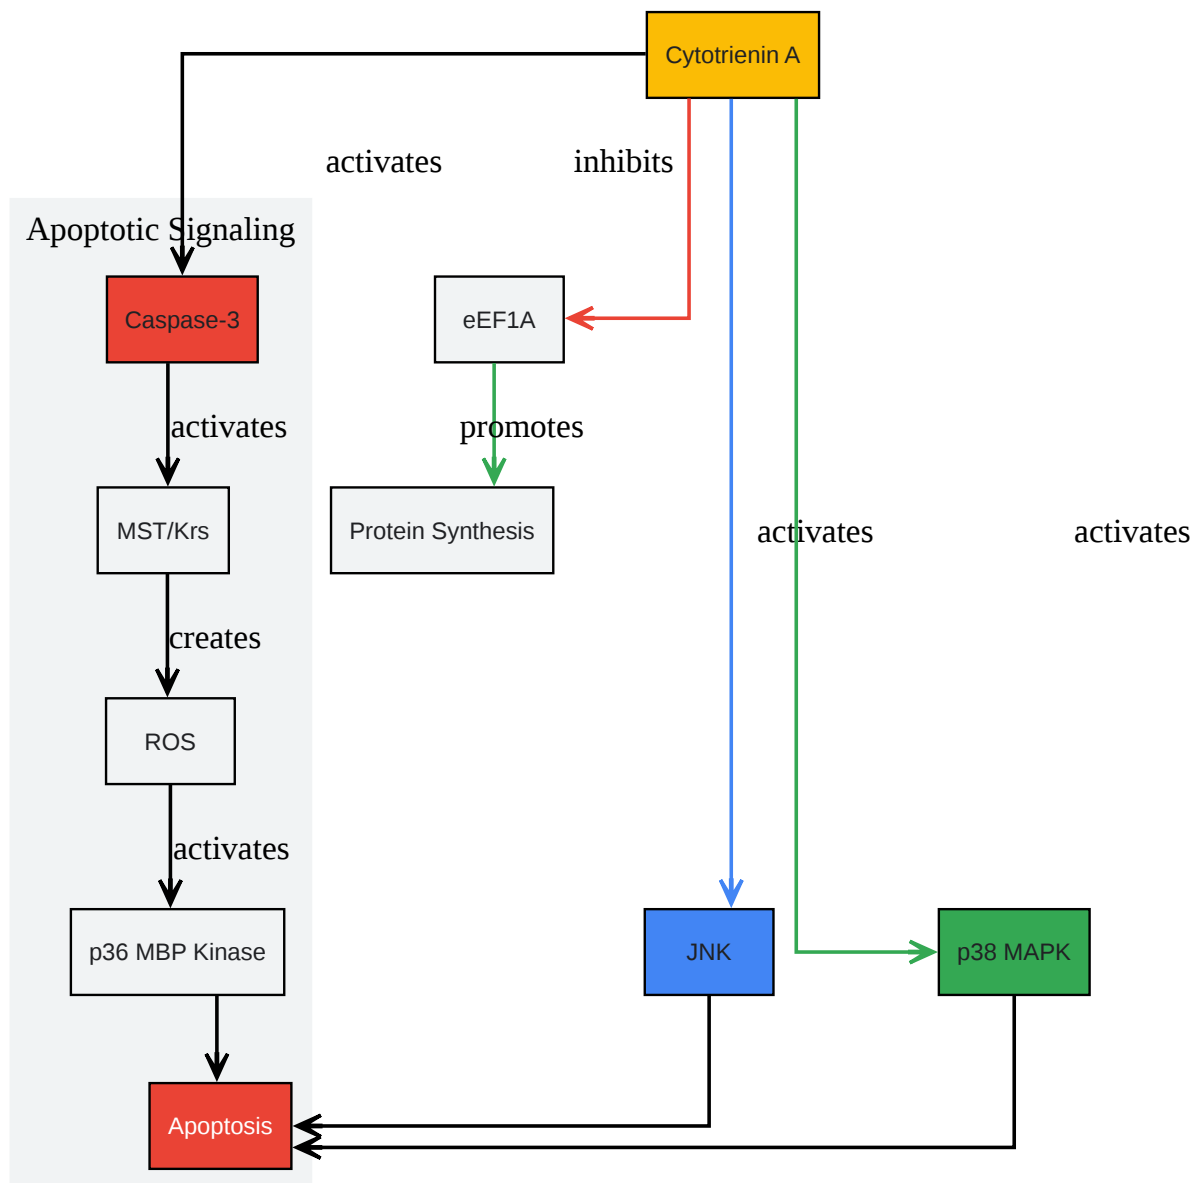 Cytotrienin A
activates
inhibits
Apoptotic Signaling
Caspase-3
eEF1A
activates
promotes
MST/Krs
Protein Synthesis
activates
activates
creates
ROS
activates
p36 MBP Kinase
JNK
p38 MAPK
Apoptosis